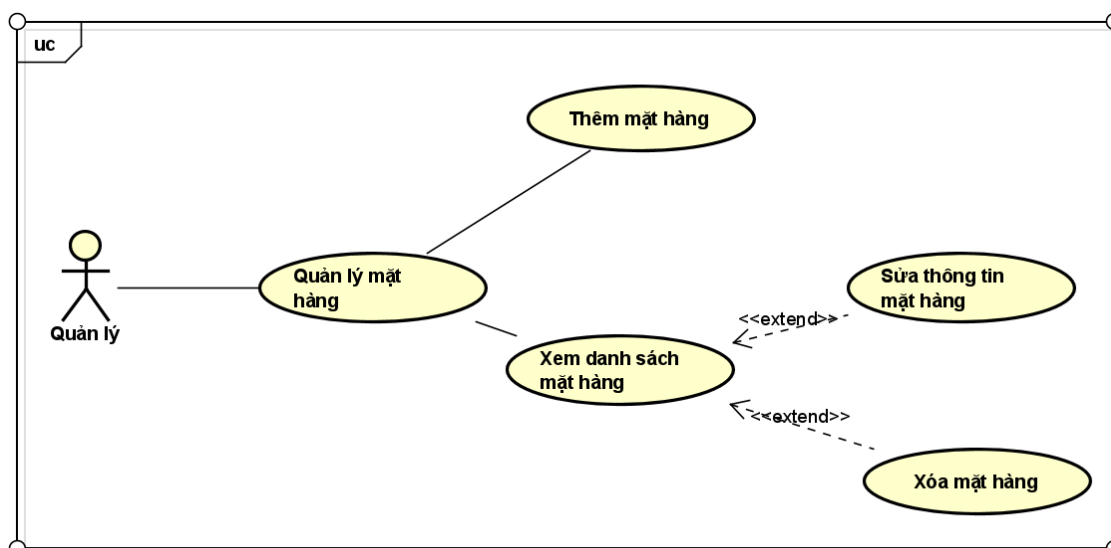 uc
Thêm mặt hàng
Quản lý mặt
hàng
Sửa thông tin
mặt hàng
<<extend>>
Quản lý
Xem danh sách
mặt hàng
<<extend>>
Xóa mặt hàng